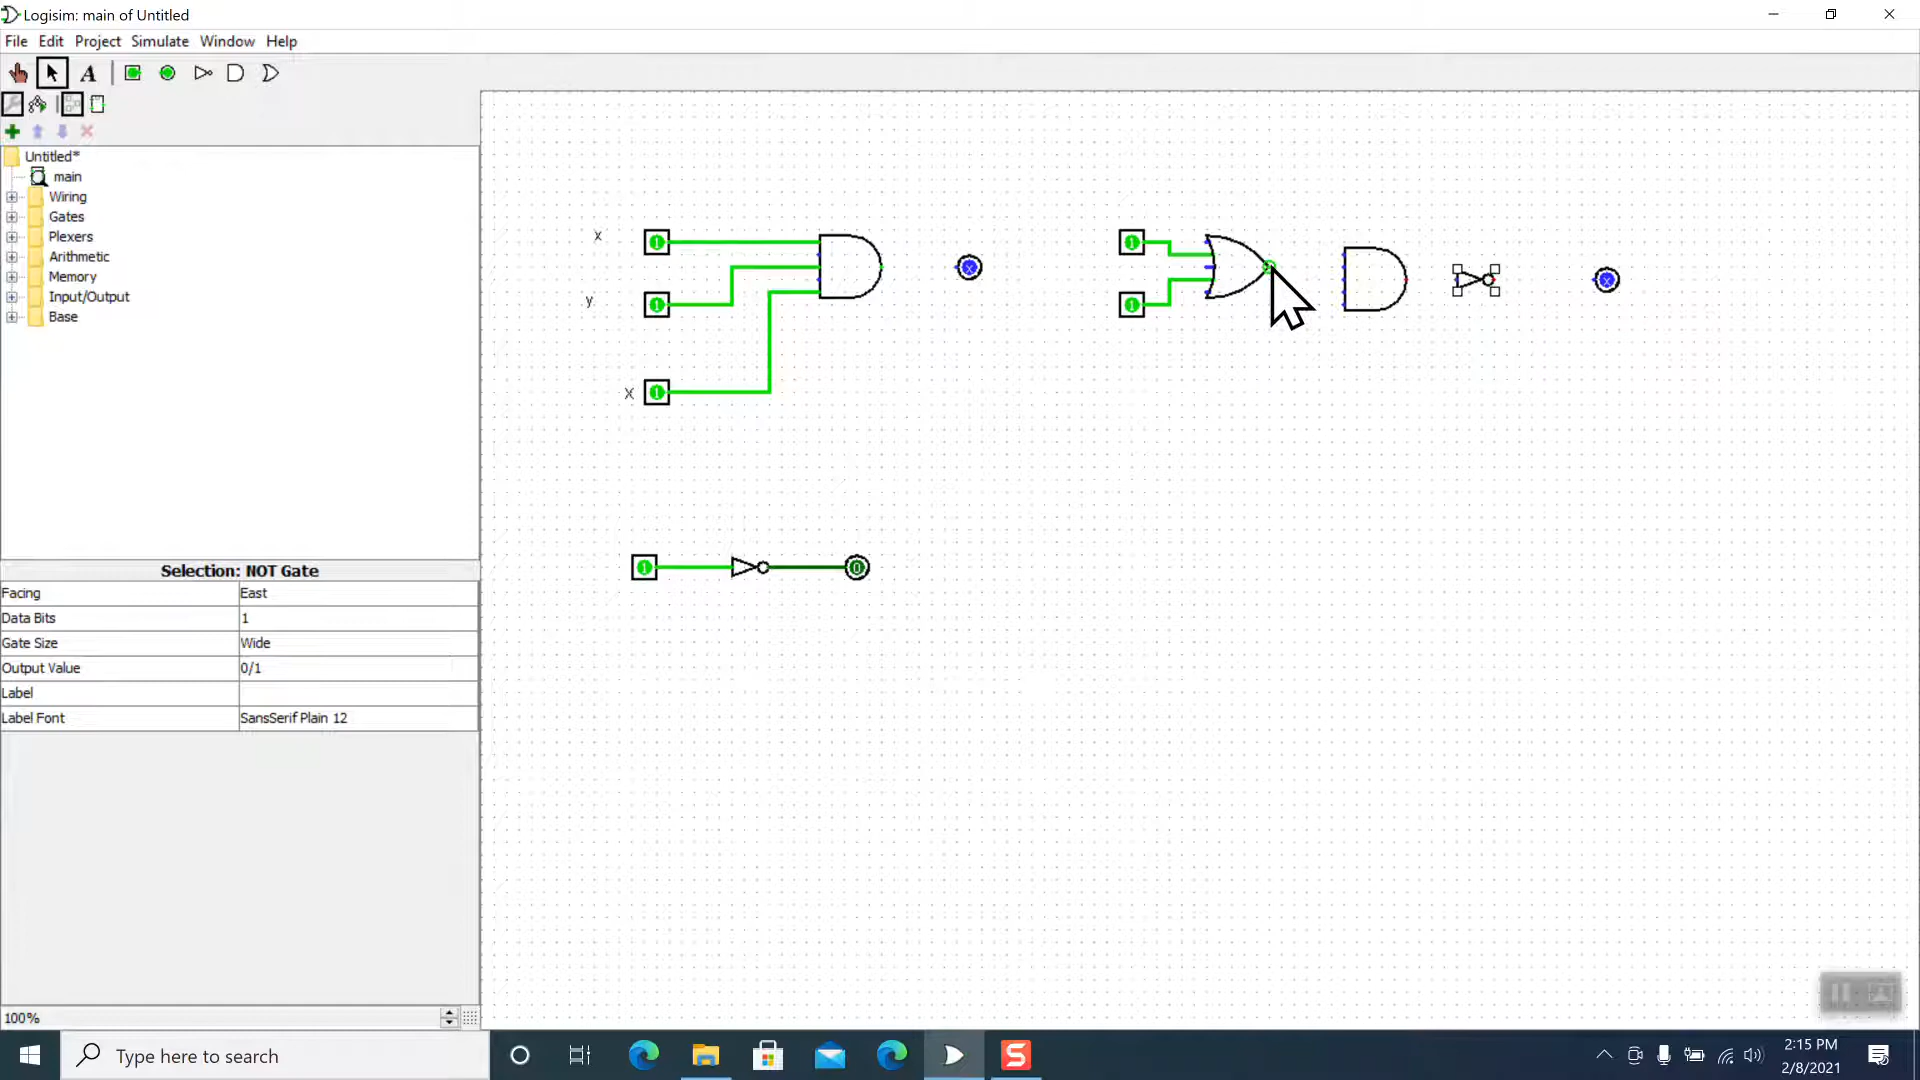 Logisim: main of Untitled
File Edit Project Simulate Window Help
A
Untitled*
main
Wiring
Gates
Plexers
Arithmetic
Memory
Input/Output
Base
x
1
y
1
X
1
x
1
1
x
1
0
Selection: NOT Gate
Facing East
Data Bits 1
Gate Size Wide
Output Value 0/1
Label
Label Font SansSerif Plain 12
100%
Type here to search
S
2:15 PM
2/8/2021